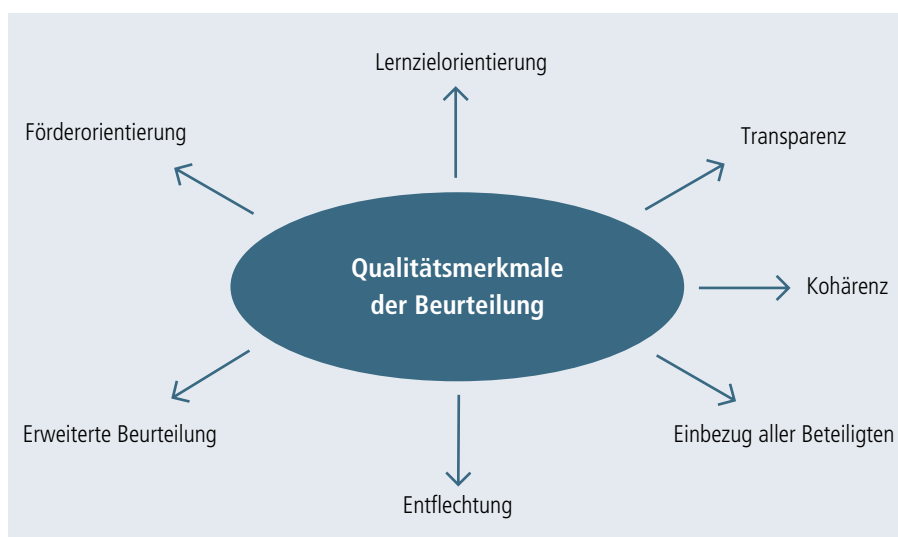 Lernzielorientierung
Förderorientierung
Transparenz
Qualitätsmerkmale
der Beurteilung
Kohärenz
Erweiterte Beurteilung
Einbezug aller Beteiligten
Entflechtung